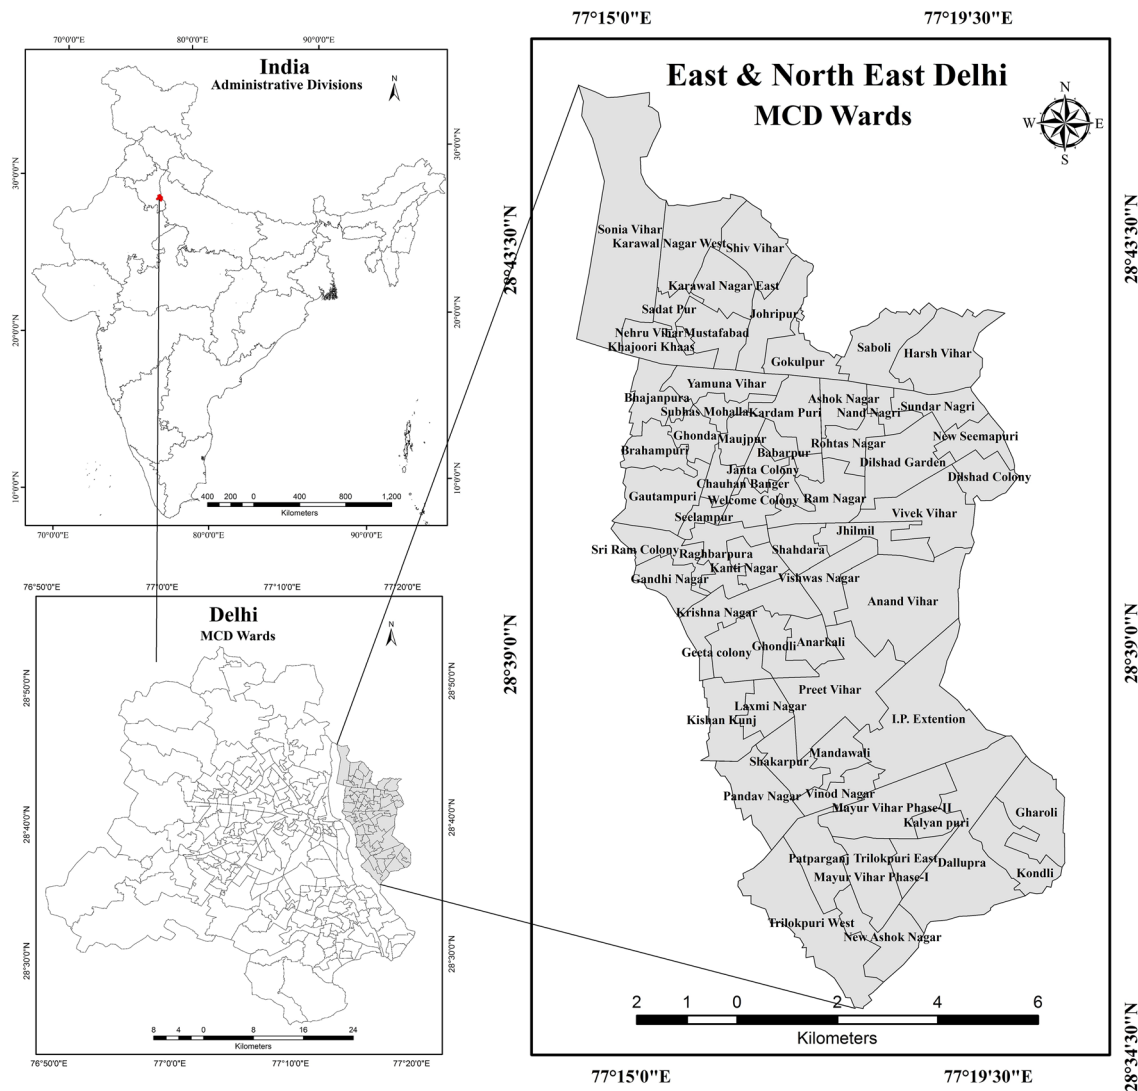 70°0'0"E 80°0'0"E 90°0'0"E
India
Administrative Divisions
N
30°0'0"N
20°0'0"N
10°0'0"N
30°0'0"N
20°0'0"N
10°0'0"N
400 200 0 400 800 1,200
Kilometers
70°0'0"E 80°0'0"E 90°0'0"E
76°50'0"E 77°0'0"E 77°10'0"E 77°20'0"E
Delhi
MCD Wards
N
28°50'0"N
28°40'0"N
28°30'0"N
28°50'0"N
28°40'0"N
28°30'0"N
8 4 0 8 16 24
Kilometers
76°50'0"E 77°0'0"E 77°10'0"E 77°20'0"E
77°15'0"E 77°19'30"E
East & North East Delhi
MCD Wards
N
W E
S
28°43'30"N
28°39'0"N
28°43'30"N
28°39'0"N
28°34'30"N
Sonia Vihar
Karawal Nagar West
Shiv Vihar
Karawal Nagar East
Sadat Pur
Johripur
Nehru Vihar
Mustafabad
Khajoori Khaas
Gokulpur
Saboli
Harsh Vihar
Yamuna Vihar
Bhajanpura
Subhas Mohalla
Kardam Puri
Ashok Nagar
Nand Nagri
Sundar Nagri
Ghonda
Maujpur
Rohtas Nagar
New Seemapuri
Brahampuri
Babarpur
Dilshad Garden
Janta Colony
Dilshad Colony
Chauhan Banger
Gautampuri
Welcome Colony
Ram Nagar
Vivek Vihar
Seelampur
Jhilmil
Sri Ram Colony
Raghbarpura
Shahdara
Kanti Nagar
Gandhi Nagar
Vishwas Nagar
Anand Vihar
Krishna Nagar
Geeta colony
Ghondli
Anarkali
Preet Vihar
Laxmi Nagar
Kishan Kunj
I.P. Extention
Mandawali
Shakarpur
Pandav Nagar
Vinod Nagar
Mayur Vihar Phase-II
Kalyan puri
Gharoli
Patparganj
Trilokpuri East
Dallupra
Mayur Vihar Phase-I
Kondli
Trilokpuri West
New Ashok Nagar
2 1 0 2 4 6
Kilometers
77°15'0"E 77°19'30"E